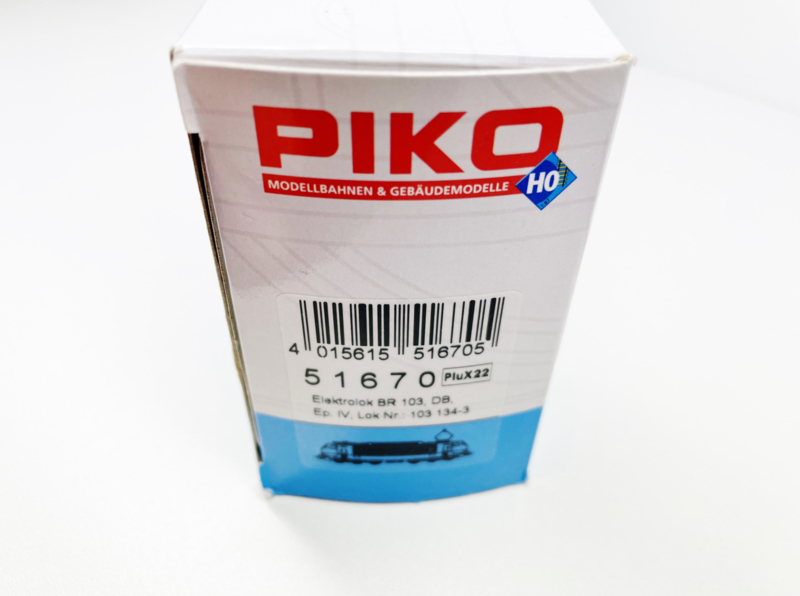 PIKO
MODELLBAHNEN & GEBÄUDEMODELLE
H0
4 015615 516705
51670 PluX22
Elektrolok BR 103, DB,
Ep. IV, Lok Nr.: 103 134-3